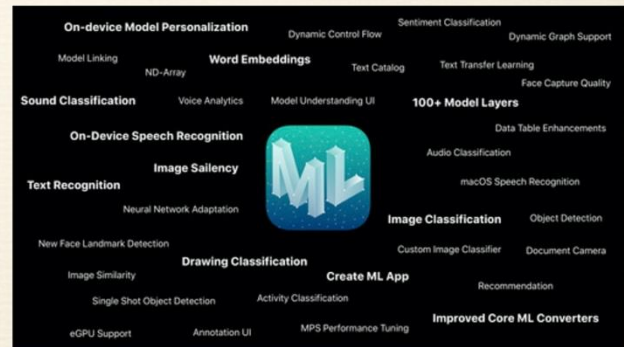 Sentiment Classification
On-device Model Personalization
Dynamic Control Flow
Dynamic Graph Support
Model Linking
Word Embeddings
Text Catalog
Text Transfer Learning
ND-Array
Face Capture Quality
Sound Classification
Voice Analytics
Model Understanding UI
100+ Model Layers
On-Device Speech Recognition
Data Table Enhancements
Image Sailency
Audio Classification
Text Recognition
macOS Speech Recognition
ML
Neural Network Adaptation
Image Classification
Object Detection
New Face Landmark Detection
Custom Image Classifier
Document Camera
Drawing Classification
Image Similarity
Create ML App
Recommendation
Single Shot Object Detection
Activity Classification
Improved Core ML Converters
eGPU Support
Annotation UI
MPS Performance Tuning